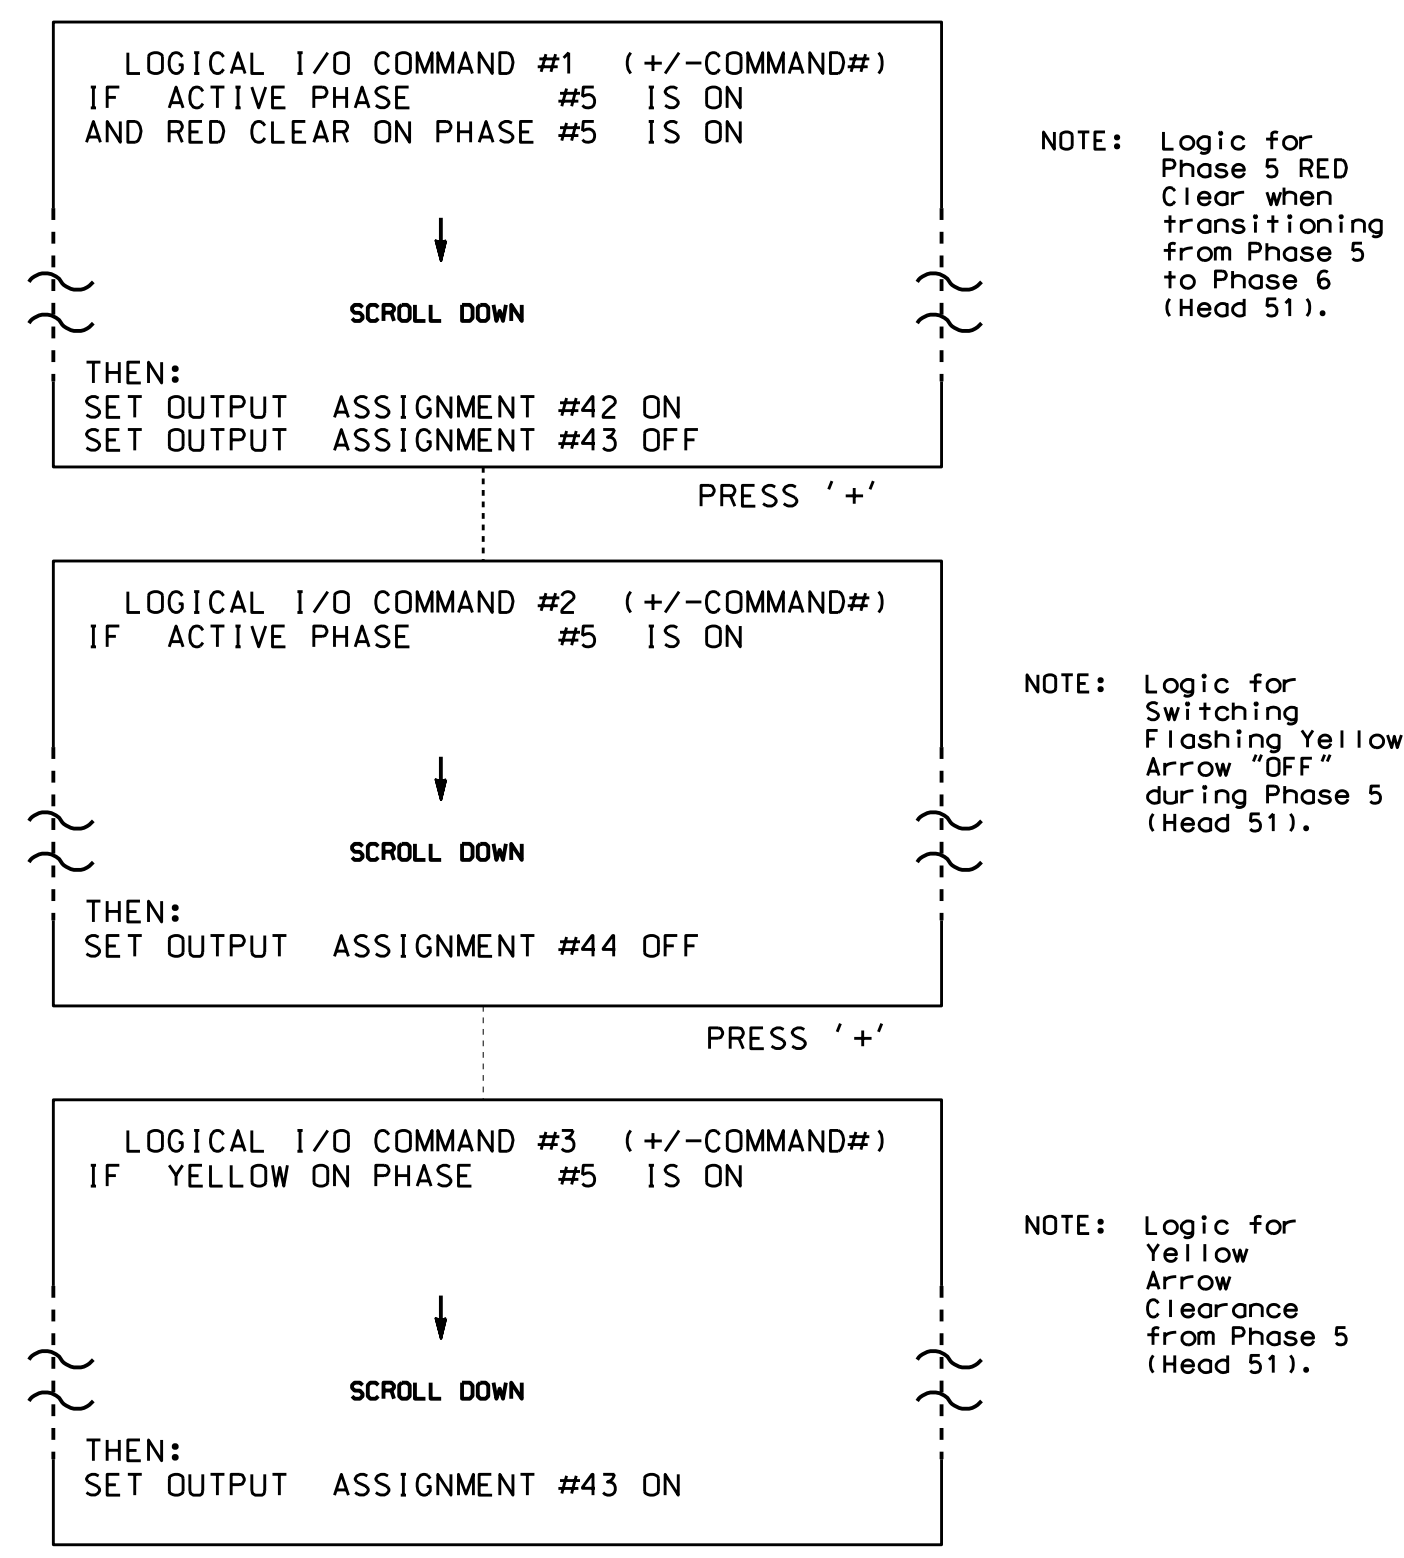 LOGICAL I/O COMMAND #1 (+/-COMMAND#)
IF ACTIVE PHASE #5 IS ON
AND RED CLEAR ON PHASE #5 IS ON
SCROLL DOWN
THEN:
SET OUTPUT ASSIGNMENT #42 ON
SET OUTPUT ASSIGNMENT #43 OFF
NOTE: Logic for
Phase 5 RED
Clear when
transitioning
from Phase 5
to Phase 6
(Head 51).
PRESS '+'
LOGICAL I/O COMMAND #2 (+/-COMMAND#)
IF ACTIVE PHASE #5 IS ON
SCROLL DOWN
THEN:
SET OUTPUT ASSIGNMENT #44 OFF
NOTE: Logic for
Switching
Flashing Yellow
Arrow "OFF"
during Phase 5
(Head 51).
PRESS '+'
LOGICAL I/O COMMAND #3 (+/-COMMAND#)
IF YELLOW ON PHASE #5 IS ON
SCROLL DOWN
THEN:
SET OUTPUT ASSIGNMENT #43 ON
NOTE: Logic for
Yellow
Arrow
Clearance
from Phase 5
(Head 51).